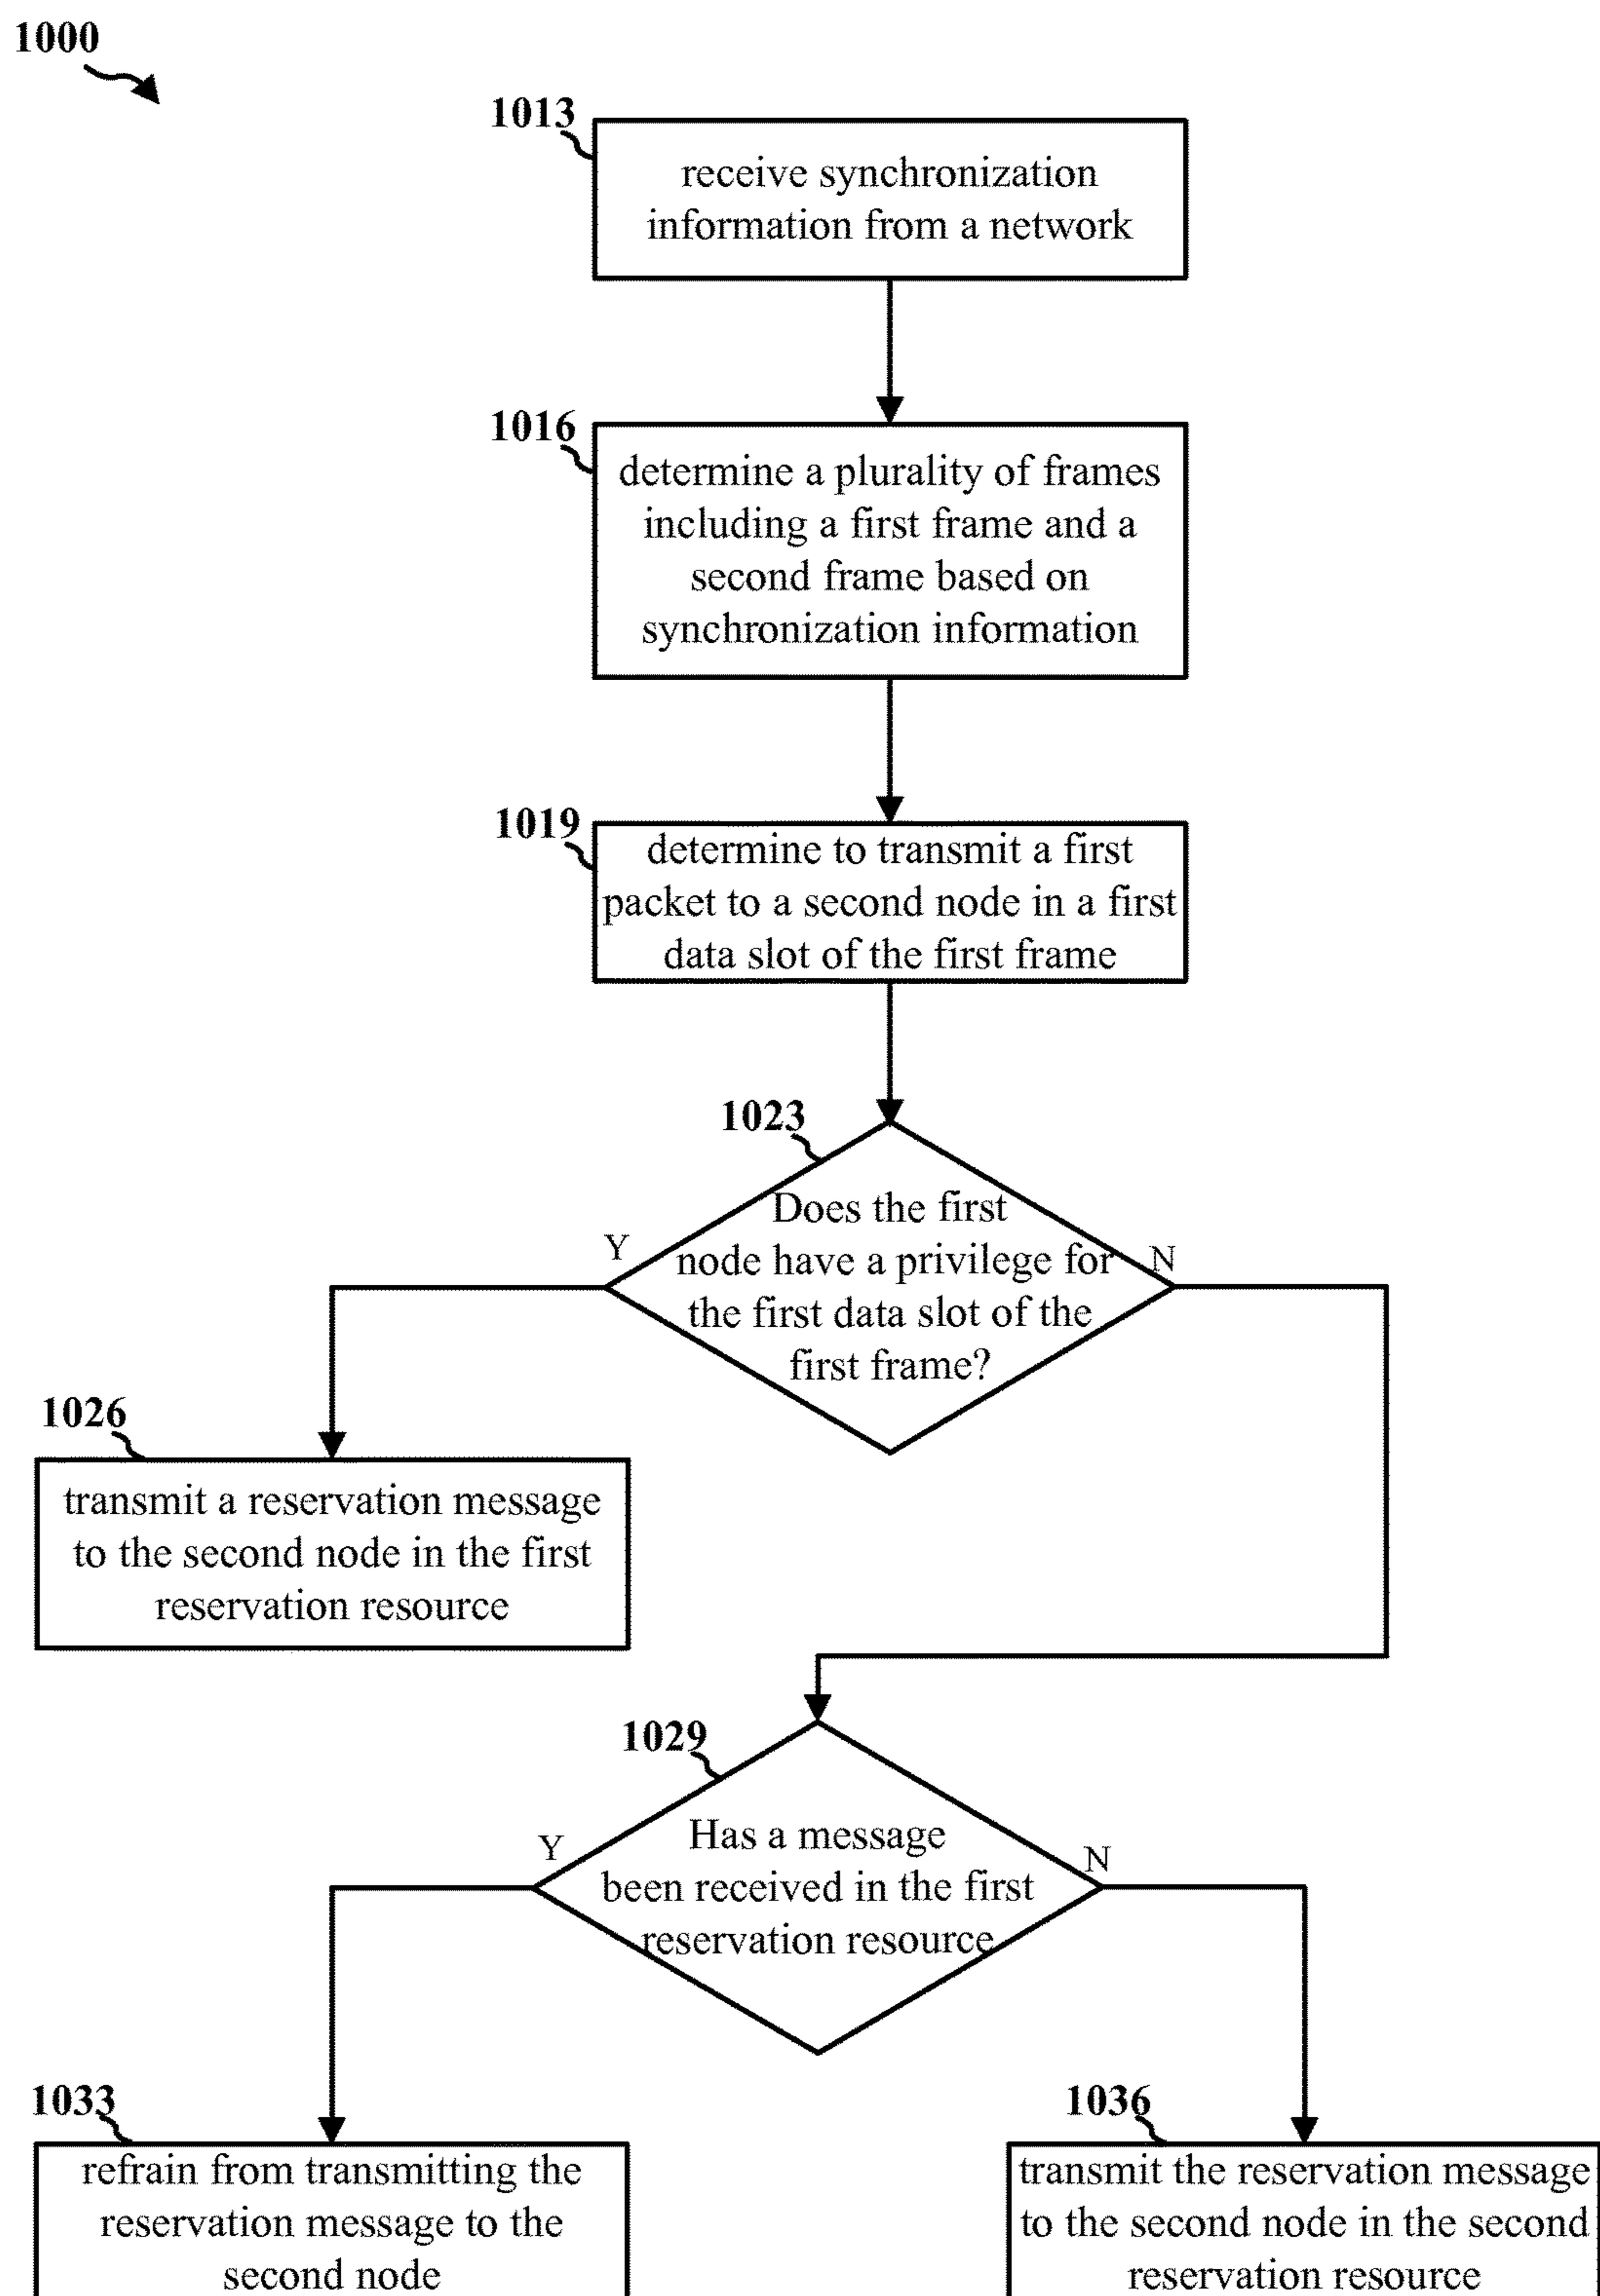 1000
1013
receive synchronization
information from a network
1016
determine a plurality of frames
including a first frame and a
second frame based on
synchronization information
1019
determine to transmit a first
packet to a second node in a first
data slot of the first frame
1023
Does the first
node have a privilege for
the first data slot of the
first frame?
Y
N
1026
transmit a reservation message
to the second node in the first
reservation resource
1029
Has a message
been received in the first
reservation resource
Y
N
1033
refrain from transmitting the
reservation message to the
second node
1036
transmit the reservation message
to the second node in the second
reservation resource